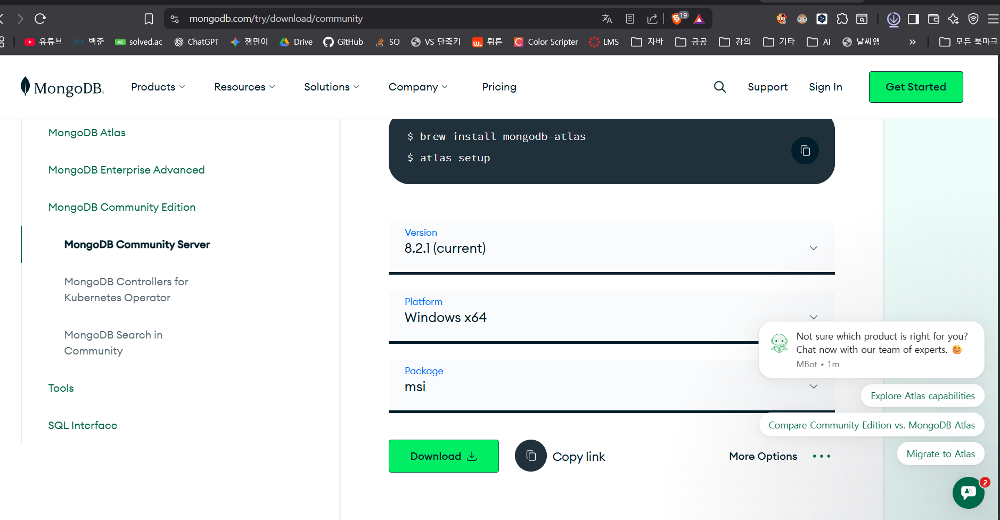 mongodb.com/try/download/community
19
유튜브
백준
solved.ac
ChatGPT
잼민이
Drive
GitHub
SO
VS 단축키
뤼튼
Color Scripter
LMS
자바
금공
강의
기타
AI
날씨앱
»
모든 북마크
MongoDB.
Products
Resources
Solutions
Company
Pricing
Support
Sign In
Get Started
MongoDB Atlas
MongoDB Enterprise Advanced
MongoDB Community Edition
MongoDB Community Server
MongoDB Controllers for
Kubernetes Operator
MongoDB Search in
Community
Tools
SQL Interface
$ brew install mongodb-atlas
$ atlas setup
Version
8.2.1 (current)
Platform
Windows x64
Package
msi
Download
Copy link
More Options
Not sure which product is right for you?
Chat now with our team of experts. 😊
MBot • 1m
Explore Atlas capabilities
Compare Community Edition vs. MongoDB Atlas
Migrate to Atlas
2